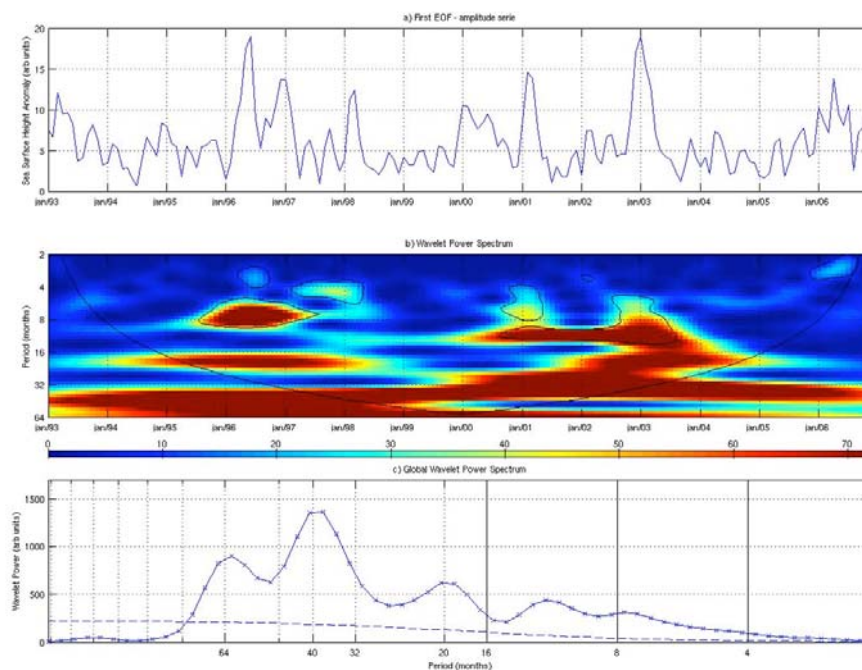 a) First EOF - amplitude serie
20
15
10
5
0
Sea Surface Height Anomaly (arb units)
jan/93 jan/94 jan/95 jan/96 jan/97 jan/98 jan/99 jan/00 jan/01 jan/02 jan/03 jan/04 jan/05 jan/06
b) Wavelet Power Spectrum
2
4
8
16
32
64
Period (months)
jan/93 jan/94 jan/95 jan/96 jan/97 jan/98 jan/99 jan/00 jan/01 jan/02 jan/03 jan/04 jan/05 jan/06
0 10 20 30 40 50 60 70
c) Global Wavelet Power Spectrum
1500
1000
500
0
Wavelet Power (arb units)
64 40 32 16 8 4
Period (months)